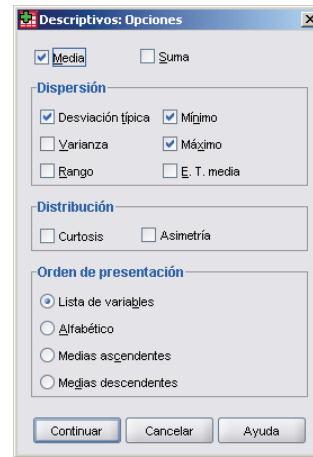 Descriptivos: Opciones
Media Suma
Dispersión
Desviación típica Mínimo
Varianza Máximo
Rango E. T. media
Distribución
Curtosis Asimetría
Orden de presentación
Lista de variables
Alfabético
Medias ascendentes
Medias descendentes
Continuar Cancelar Ayuda